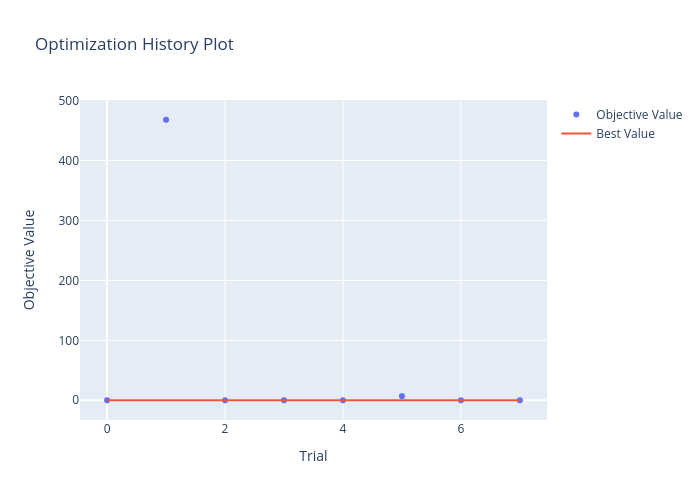 Optimization History Plot
500
400
300
200
100
0
Objective Value
0
2
4
6
Trial
Objective Value
Best Value